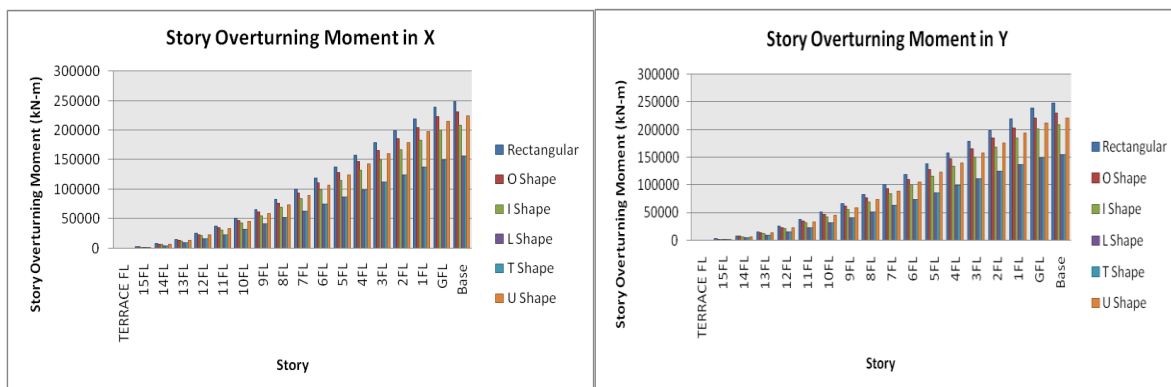 Story Overturning Moment in X
Story Overturning Moment (kN-m)
300000
250000
200000
150000
100000
50000
0
TERRACE FL
15FL
14FL
13FL
12FL
11FL
10FL
9FL
8FL
7FL
6FL
5FL
4FL
3FL
2FL
1FL
GFL
Base
Story
Rectangular
O Shape
I Shape
L Shape
T Shape
U Shape
Story Overturning Moment in Y
Story Overturning Moment (kN-m)
300000
250000
200000
150000
100000
50000
0
TERRACE FL
15FL
14FL
13FL
12FL
11FL
10FL
9FL
8FL
7FL
6FL
5FL
4FL
3FL
2FL
1FL
GFL
Base
Story
Rectangular
O Shape
I Shape
L Shape
T Shape
U Shape